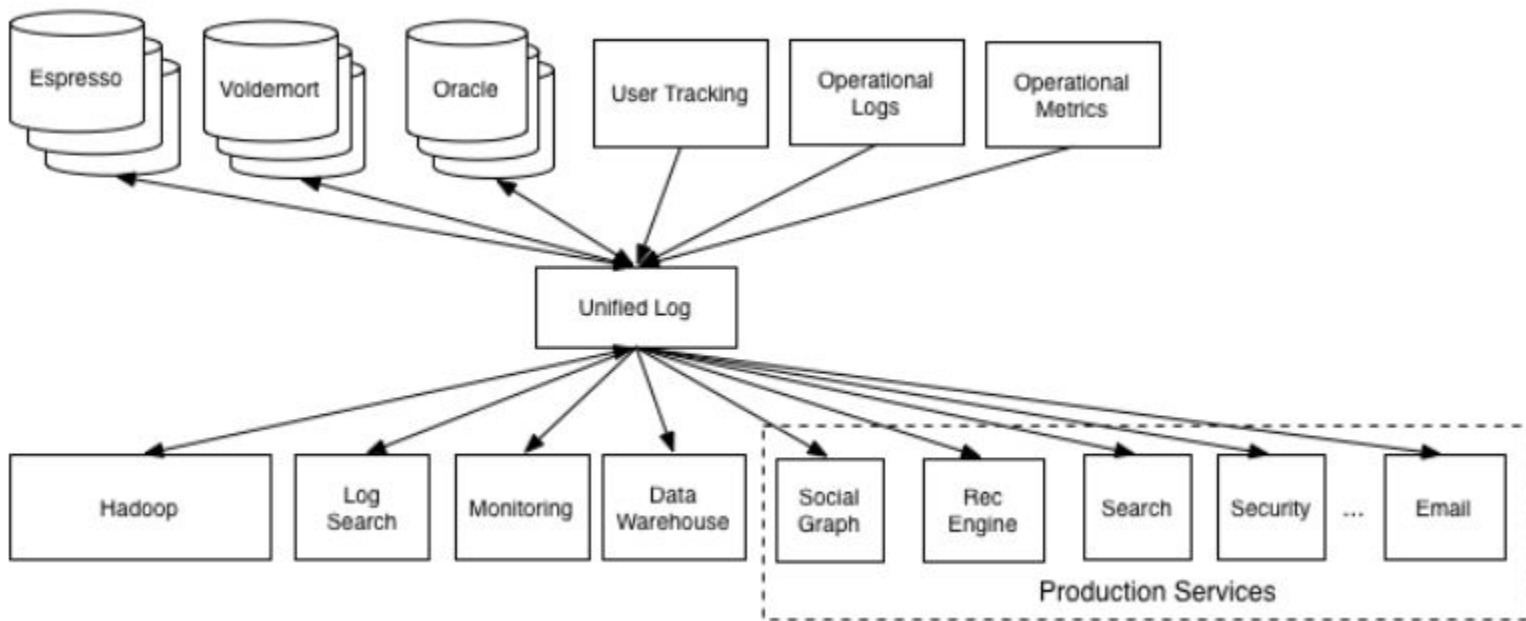 Espresso
Voldemort
Oracle
User Tracking
Operational
Logs
Operational
Metrics
Unified Log
Hadoop
Log
Search
Monitoring
Data
Warehouse
Social
Graph
Rec
Engine
Search
Security
...
Email
Production Services